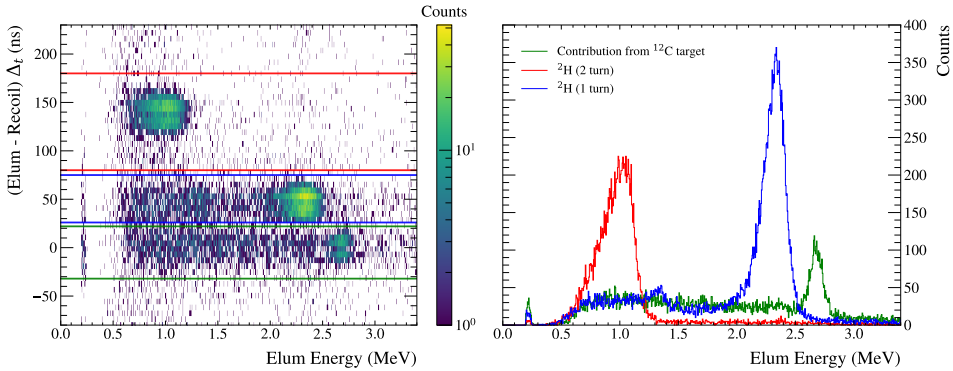 Counts
(Elum - Recoil) Δt (ns)
200
150
100
50
0
−50
0.0 0.5 1.0 1.5 2.0 2.5 3.0
Elum Energy (MeV)
10¹
10⁰
Contribution from ¹²C target
²H (2 turn)
²H (1 turn)
400
350
300
250
200
150
100
50
0
Counts
0.0 0.5 1.0 1.5 2.0 2.5 3.0
Elum Energy (MeV)